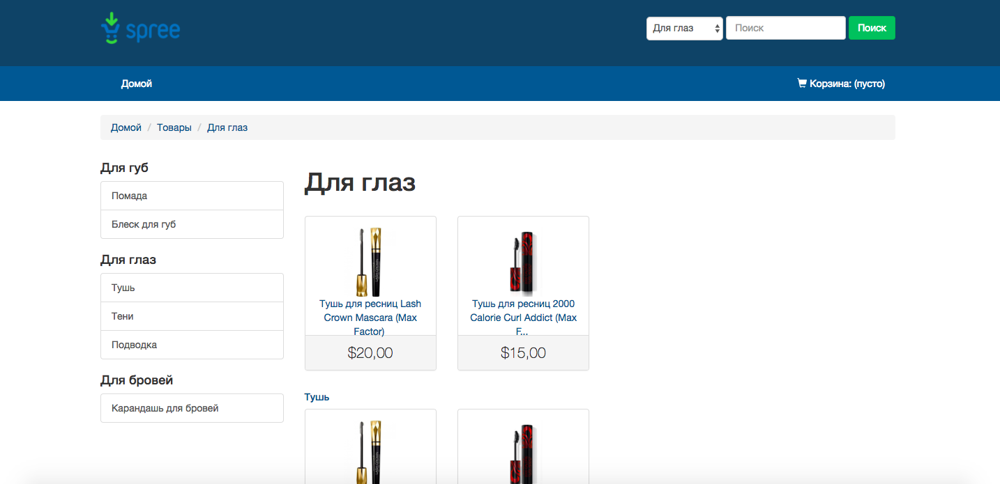 spree
Для глаз
Поиск
Поиск
Домой
Корзина: (пусто)
Домой / Товары / Для глаз
Для губ
Помада
Блеск для губ
Для глаз
Тушь
Тени
Подводка
Для бровей
Карандашь для бровей
Для глаз
Тушь для ресниц Lash
Crown Mascara (Max
Factor)
$20,00
Тушь для ресниц 2000
Calorie Curl Addict (Max
F...
$15,00
Тушь